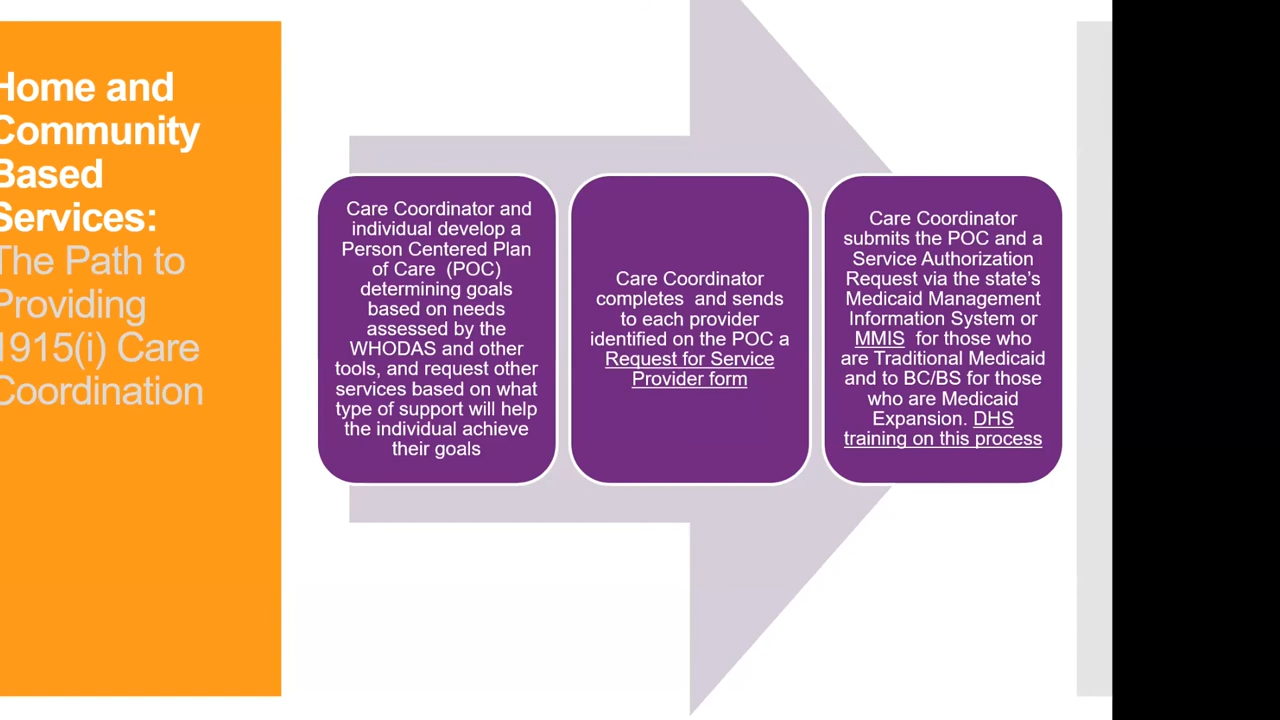 Home and
Community
Based
Services:
The Path to
Providing
1915(i) Care
Coordination
Care Coordinator and
individual develop a
Person Centered Plan
of Care (POC)
determining goals
based on needs
assessed by the
WHODAS and other
tools, and request other
services based on what
type of support will help
the individual achieve
their goals
Care Coordinator
completes and sends
to each provider
identified on the POC a
Request for Service
Provider form
Care Coordinator
submits the POC and a
Service Authorization
Request via the state's
Medicaid Management
Information System or
MMIS for those who
are Traditional Medicaid
and to BC/BS for those
who are Medicaid
Expansion. DHS
training on this process